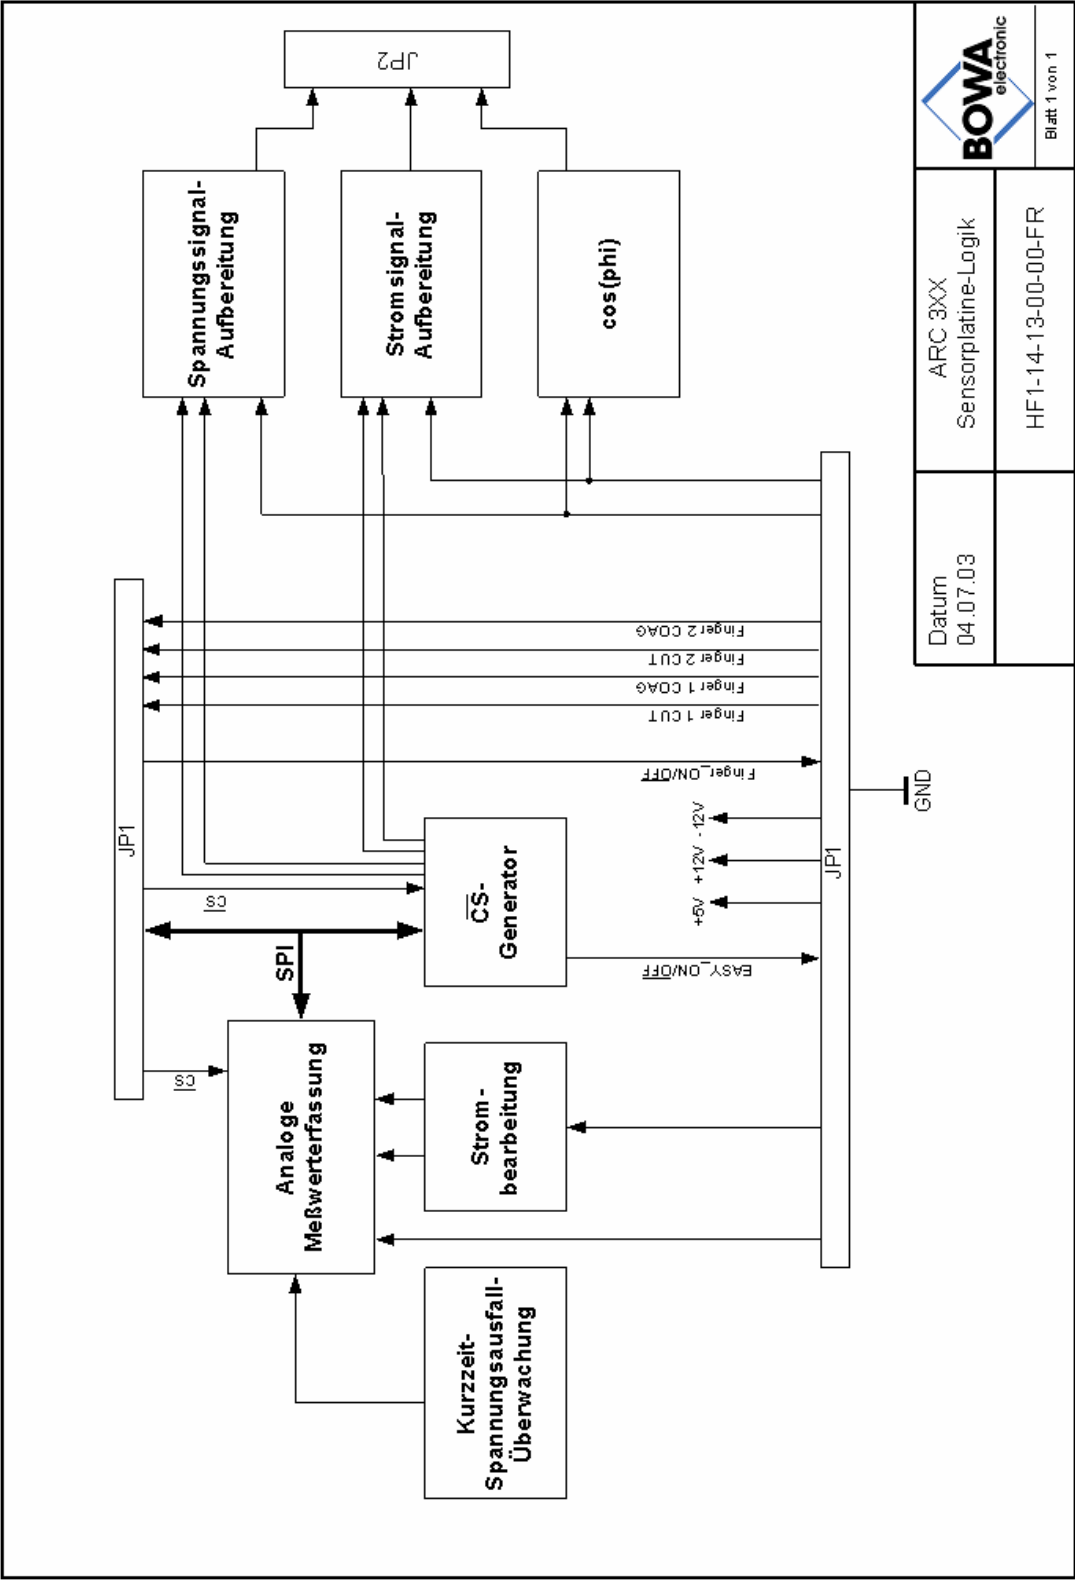 JP2
Spannungssignal-
Aufbereitung
Stromsignal-
Aufbereitung
cos(phi)
JP1
CS
CS
SPI
Analoge
Meßwerterfassung
CS-
Generator
Strom-
bearbeitung
Kurzzeit-
Spannungsausfall-
Überwachung
Finger 2 COAG
Finger 2 CUT
Finger 1 COAG
Finger 1 CUT
Finger_ON/OFF
EASY_ON/OFF
+5V
+12V
-12V
JP1
GND
Datum
04.07.03
ARC 3XX
Sensorplatine-Logik
HF1-14-13-00-00-FR
BOWA
electronic
Blatt 1 von 1